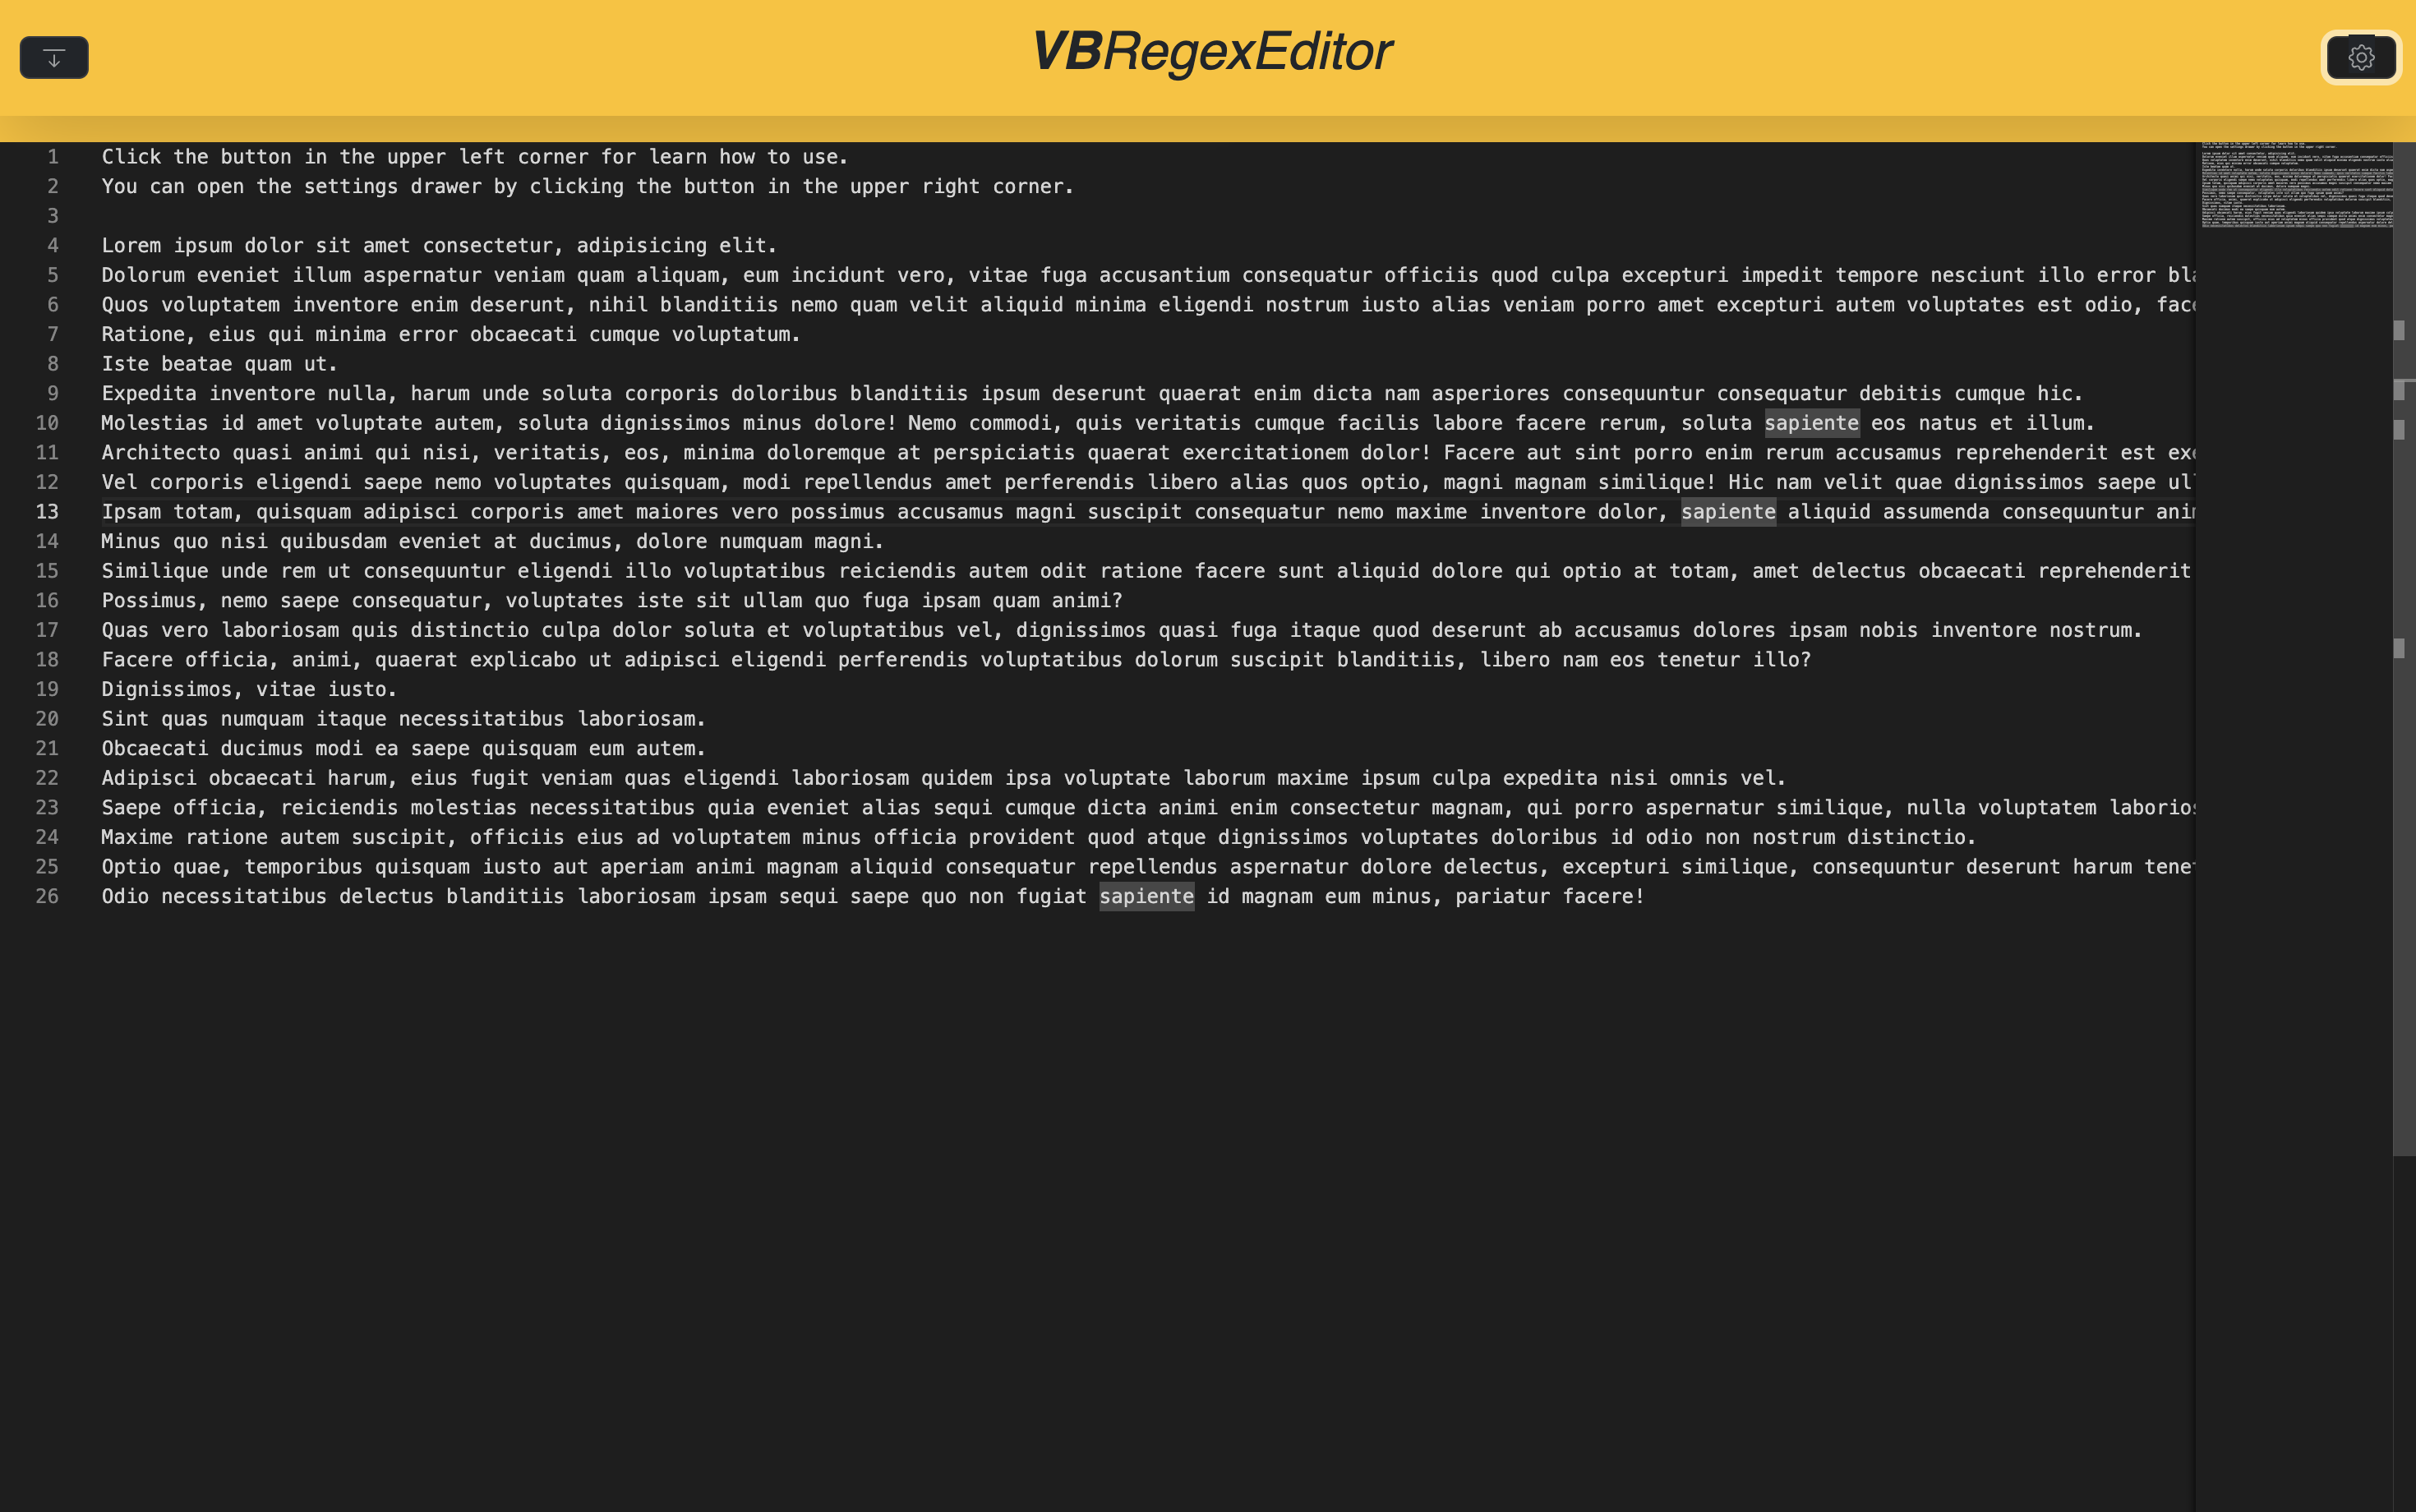 VBRegexEditor
1 Click the button in the upper left corner for learn how to use.
2 You can open the settings drawer by clicking the button in the upper right corner.
3
4 Lorem ipsum dolor sit amet consectetur, adipisicing elit.
5 Dolorum eveniet illum aspernatur veniam quam aliquam, eum incidunt vero, vitae fuga accusantium consequatur officiis quod culpa excepturi impedit tempore nesciunt illo error bla
6 Quos voluptatem inventore enim deserunt, nihil blanditiis nemo quam velit aliquid minima eligendi nostrum iusto alias veniam porro amet excepturi autem voluptates est odio, face
7 Ratione, eius qui minima error obcaecati cumque voluptatum.
8 Iste beatae quam ut.
9 Expedita inventore nulla, harum unde soluta corporis doloribus blanditiis ipsum deserunt quaerat enim dicta nam asperiores consequuntur consequatur debitis cumque hic.
10 Molestias id amet voluptate autem, soluta dignissimos minus dolore! Nemo commodi, quis veritatis cumque facilis labore facere rerum, soluta sapiente eos natus et illum.
11 Architecto quasi animi qui nisi, veritatis, eos, minima doloremque at perspiciatis quaerat exercitationem dolor! Facere aut sint porro enim rerum accusamus reprehenderit est exe
12 Vel corporis eligendi saepe nemo voluptates quisquam, modi repellendus amet perferendis libero alias quos optio, magni magnam similique! Hic nam velit quae dignissimos saepe ul
13 Ipsam totam, quisquam adipisci corporis amet maiores vero possimus accusamus magni suscipit consequatur nemo maxime inventore dolor, sapiente aliquid assumenda consequuntur anim
14 Minus quo nisi quibusdam eveniet at ducimus, dolore numquam magni.
15 Similique unde rem ut consequuntur eligendi illo voluptatibus reiciendis autem odit ratione facere sunt aliquid dolore qui optio at totam, amet delectus obcaecati reprehenderit
16 Possimus, nemo saepe consequatur, voluptates iste sit ullam quo fuga ipsam quam animi?
17 Quas vero laboriosam quis distinctio culpa dolor soluta et voluptatibus vel, dignissimos quasi fuga itaque quod deserunt ab accusamus dolores ipsam nobis inventore nostrum.
18 Facere officia, animi, quaerat explicabo ut adipisci eligendi perferendis voluptatibus dolorum suscipit blanditiis, libero nam eos tenetur illo?
19 Dignissimos, vitae iusto.
20 Sint quas numquam itaque necessitatibus laboriosam.
21 Obcaecati ducimus modi ea saepe quisquam eum autem.
22 Adipisci obcaecati harum, eius fugit veniam quas eligendi laboriosam quidem ipsa voluptate laborum maxime ipsum culpa expedita nisi omnis vel.
23 Saepe officia, reiciendis molestias necessitatibus quia eveniet alias sequi cumque dicta animi enim consectetur magnam, qui porro aspernatur similique, nulla voluptatem laborios
24 Maxime ratione autem suscipit, officiis eius ad voluptatem minus officia provident quod atque dignissimos voluptates doloribus id odio non nostrum distinctio.
25 Optio quae, temporibus quisquam iusto aut aperiam animi magnam aliquid consequatur repellendus aspernatur dolore delectus, excepturi similique, consequuntur deserunt harum tenet
26 Odio necessitatibus delectus blanditiis laboriosam ipsam sequi saepe quo non fugiat sapiente id magnam eum minus, pariatur facere!